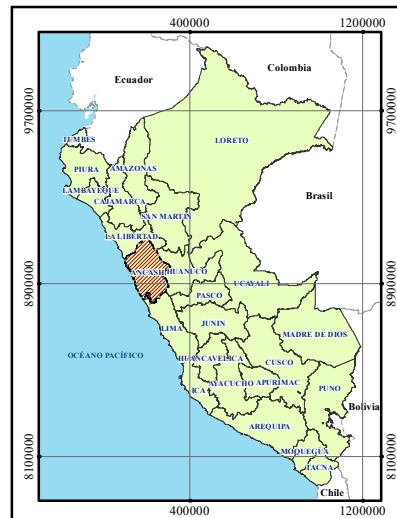 400000 1200000
Colombia
Ecuador
9700000
9700000
TUMBES
LORETO
PIURA
AMAZONAS
LAMBAYEQUE
CAJAMARCA
SAN MARTIN
Brasil
LA LIBERTAD
ANCASH
HUANUCO
UCAYALI
8900000
8900000
PASCO
LIMA
JUNIN
MADRE DE DIOS
OCÉANO PACÍFICO
HUANCAVELICA
CUSCO
ICA
AYACUCHO
APURIMAC
PUNO
Bolivia
AREQUIPA
MOQUEGUA
8100000
8100000
TACNA
Chile
400000 1200000